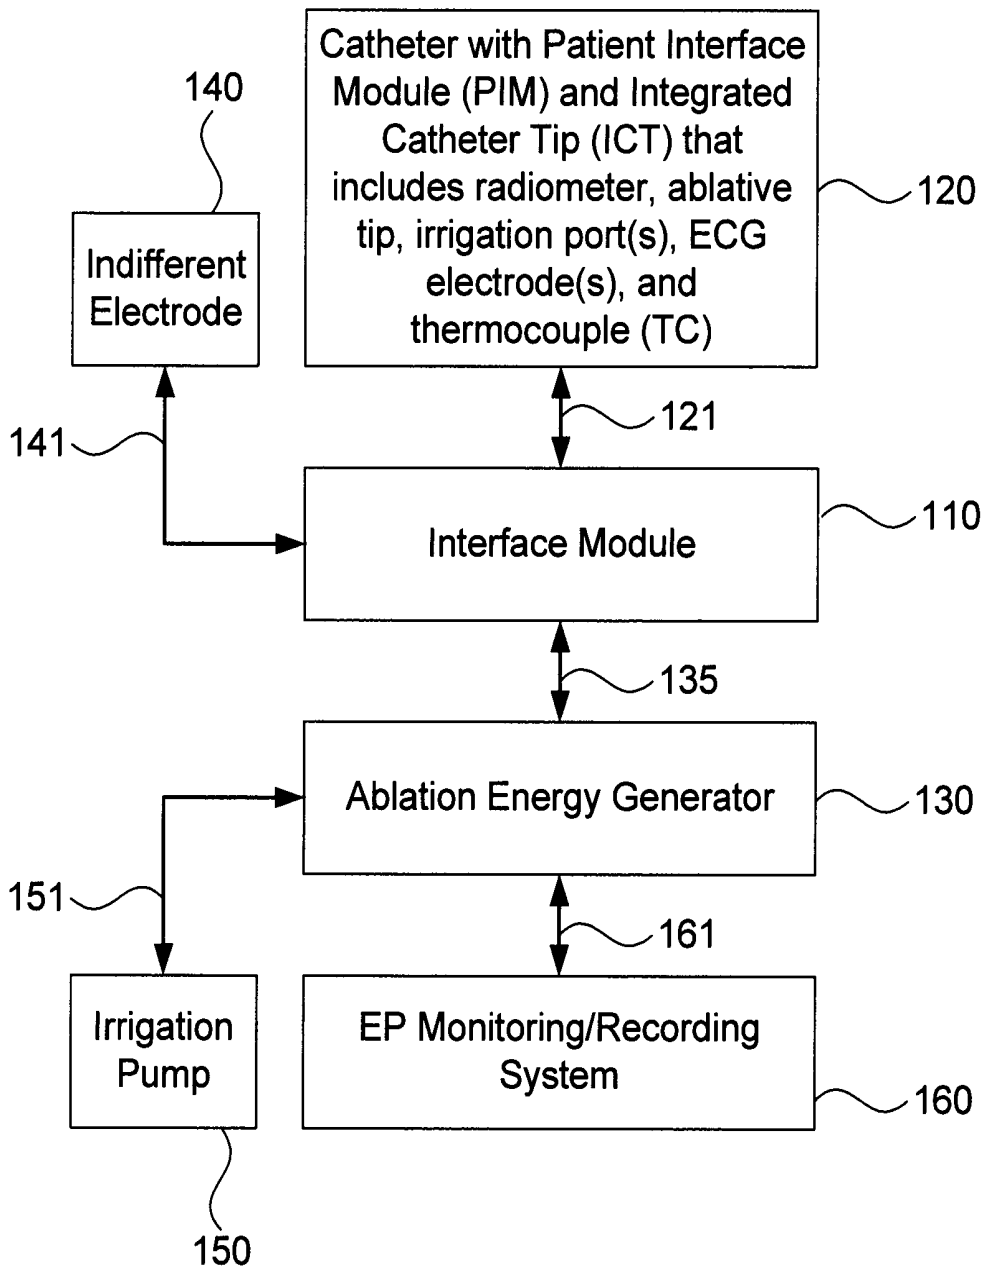 Catheter with Patient Interface
Module (PIM) and Integrated
Catheter Tip (ICT) that
includes radiometer, ablative
tip, irrigation port(s), ECG
electrode(s), and
thermocouple (TC)
120
140
Indifferent
Electrode
141
121
Interface Module
110
135
Ablation Energy Generator
130
151
161
Irrigation
Pump
150
EP Monitoring/Recording
System
160